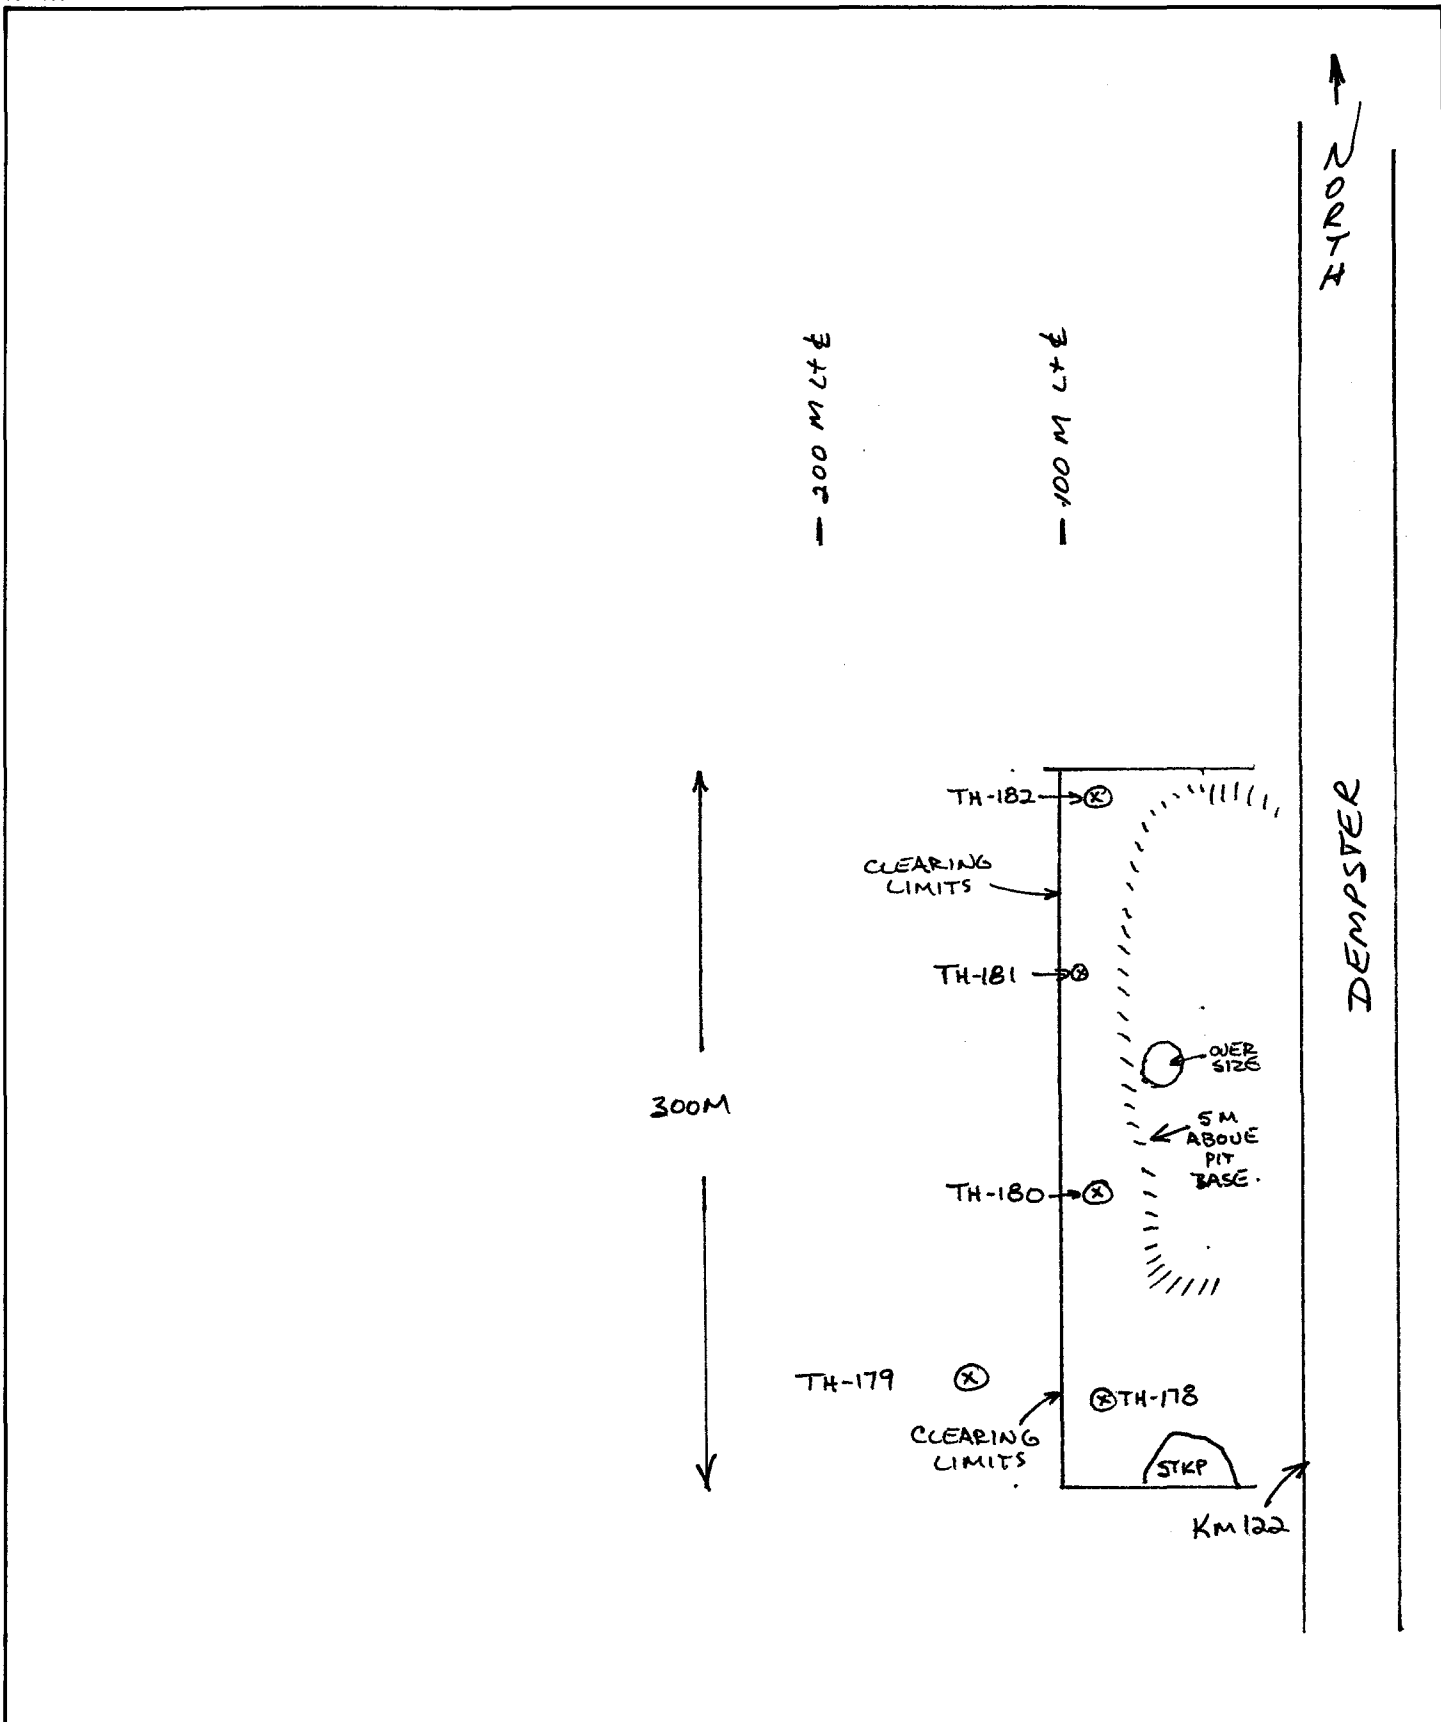 NORTH
200 M Lt ℄
100 M Lt ℄
DEMPSTER
TH-182
CLEARING
LIMITS
TH-181
OVER
SIZE
300M
5 M
ABOVE
PIT
BASE.
TH-180
TH-179
TH-178
CLEARING
LIMITS
STKP
KM 122